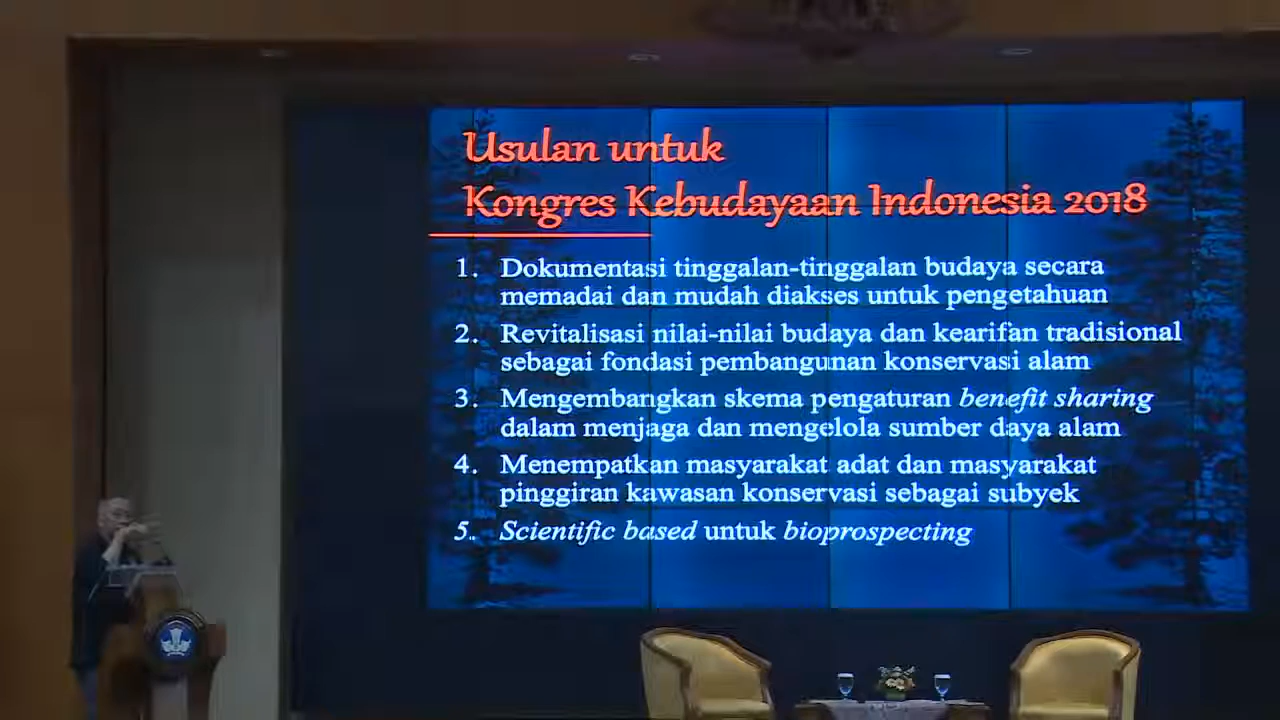 Usulan untuk
Kongres Kebudayaan Indonesia 2018
1. Dokumentasi tinggalan-tinggalan budaya secara
memadai dan mudah diakses untuk pengetahuan
2. Revitalisasi nilai-nilai budaya dan kearifan tradisional
sebagai fondasi pembangunan konservasi alam
3. Mengembangkan skema pengaturan benefit sharing
dalam menjaga dan mengelola sumber daya alam
4. Menempatkan masyarakat adat dan masyarakat
pinggiran kawasan konservasi sebagai subyek
5. Scientific based untuk bioprospecting